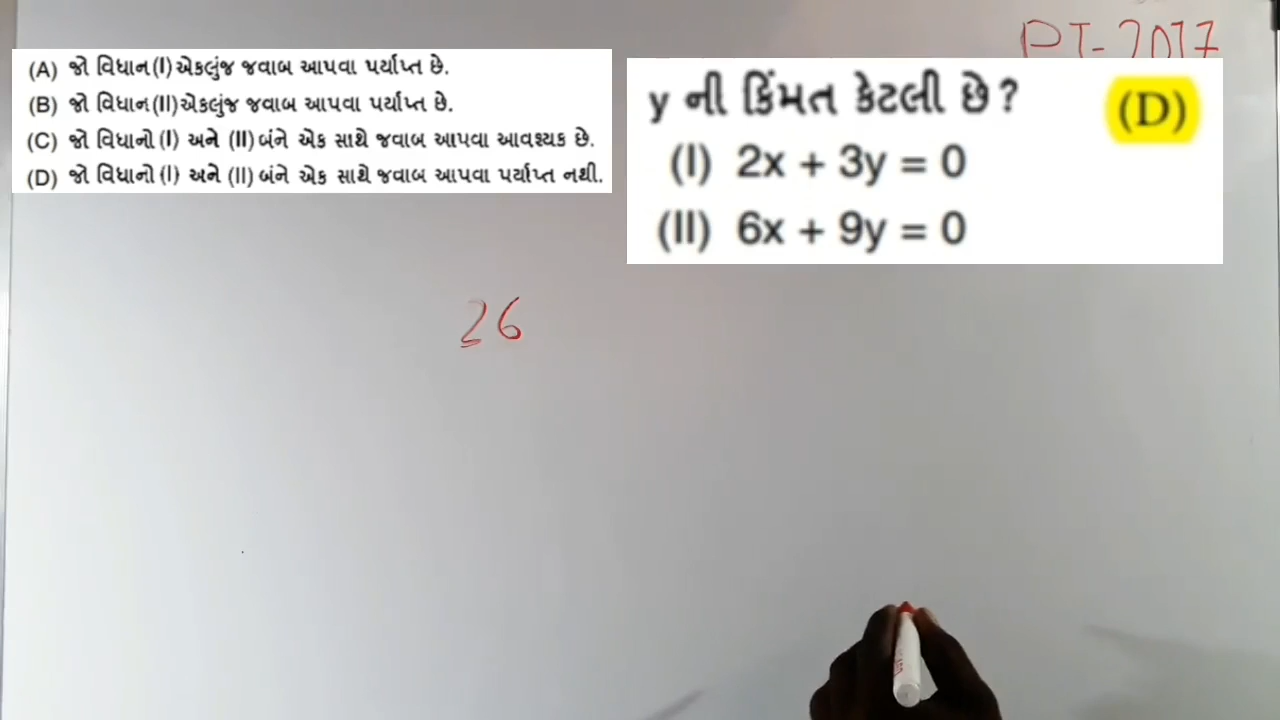 PI-2017
(A) જો વિધાન (I) એકલુંજ જવાબ આપવા પર્યાપ્ત છે.
(B) જો વિધાન (II) એકલુંજ જવાબ આપવા પર્યાપ્ત છે.
(C) જો વિધાનો (I) અને (II) બંને એક સાથે જવાબ આપવા આવશ્યક છે.
(D) જો વિધાનો (I) અને (II) બંને એક સાથે જવાબ આપવા પર્યાપ્ત નથી.
y ની કિંમત કેટલી છે ? (D)
(I) 2x + 3y = 0
(II) 6x + 9y = 0
26